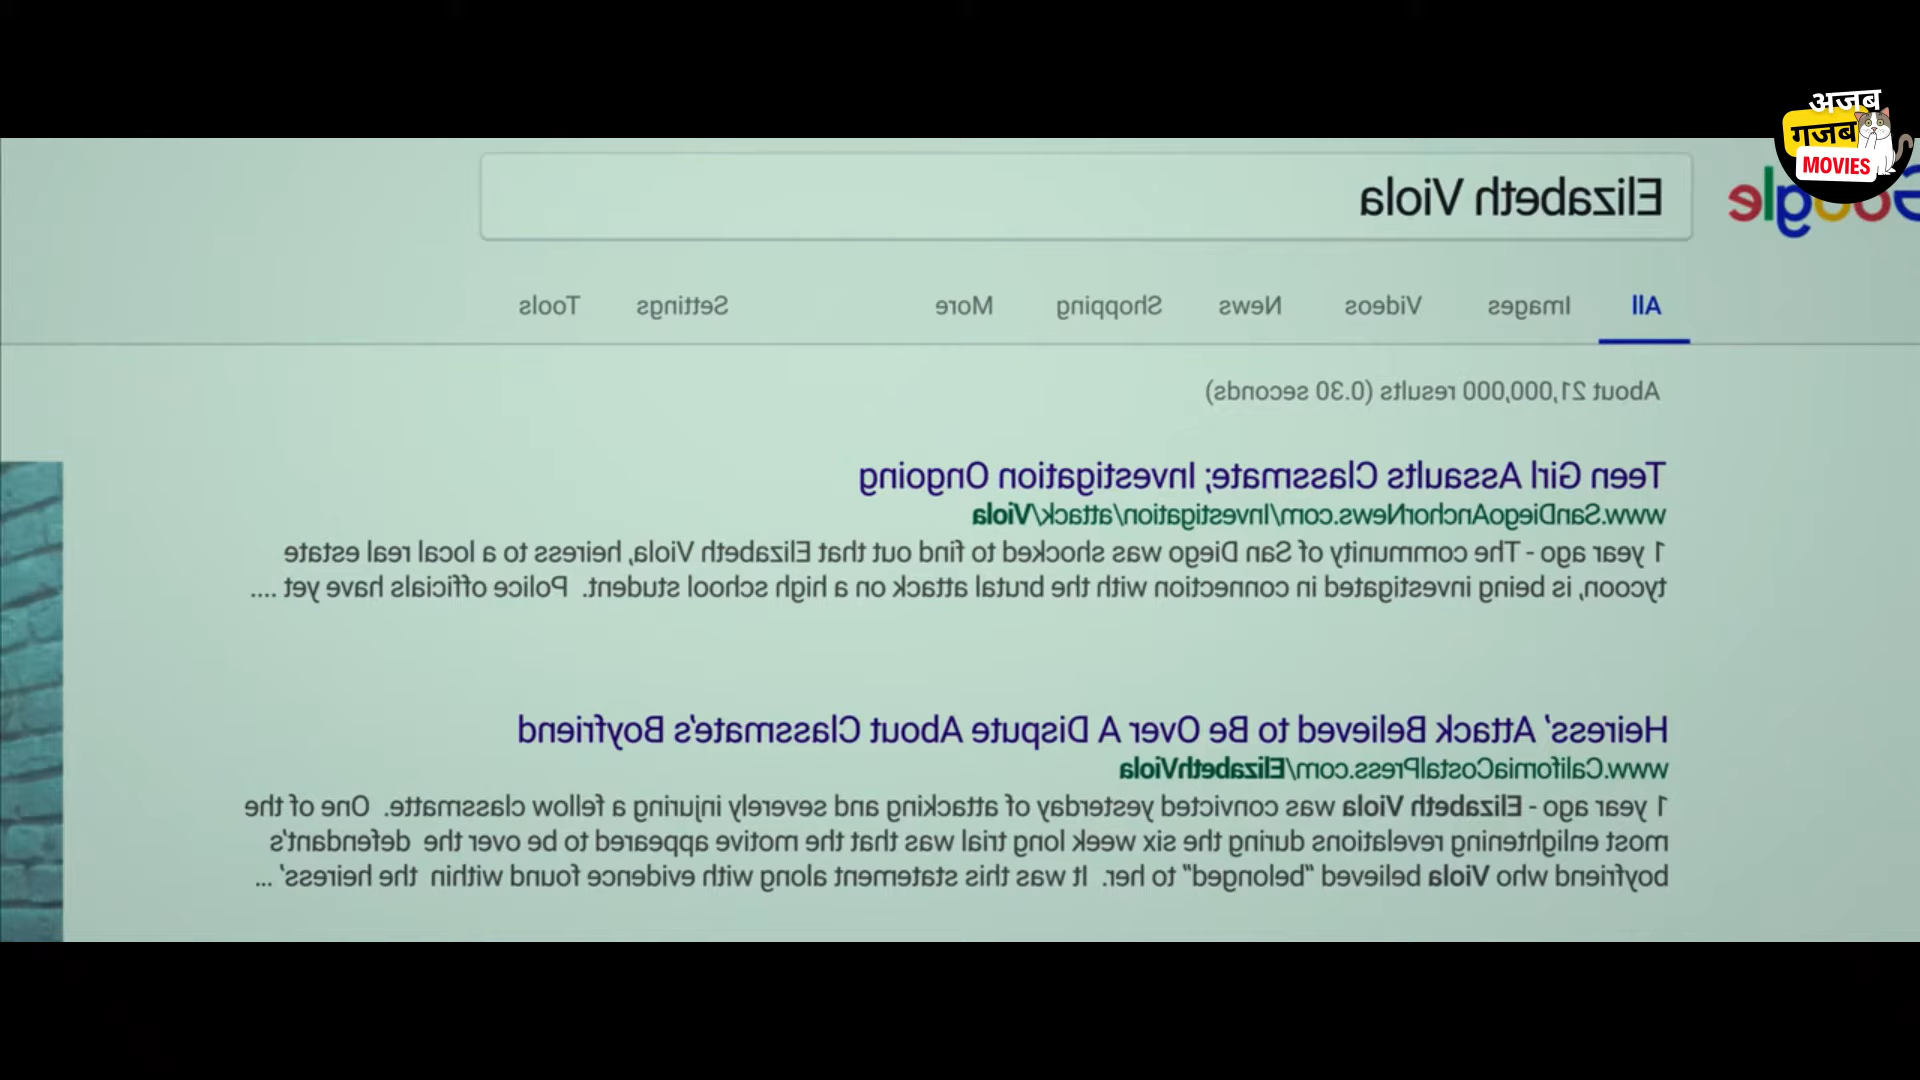 अजब
गजब
MOVIES
Google
Elizabeth Viola
All Images Videos News Shopping More Settings Tools
About 21,000,000 results (0.30 seconds)
Teen Girl Assaults Classmate; Investigation Ongoing
www.SanDiegoAnchorNews.com/Investigation/attack/Viola
1 year ago - The community of San Diego was shocked to find out that Elizabeth Viola, heiress to a local real estate
tycoon, is being investigated in connection with the brutal attack on a high school student. Police officials have yet ....
Heiress' Attack Believed to Be Over A Dispute About Classmate's Boyfriend
www.CaliforniaCostalPress.com/ElizabethViola
1 year ago - Elizabeth Viola was convicted yesterday of attacking and severely injuring a fellow classmatte. One of the
most enlightening revelations during the six week long trial was that the motive appeared to be over the defendant's
boyfriend who Viola believed "belonged" to her. It was this statement along with evidence found within the heiress' ...